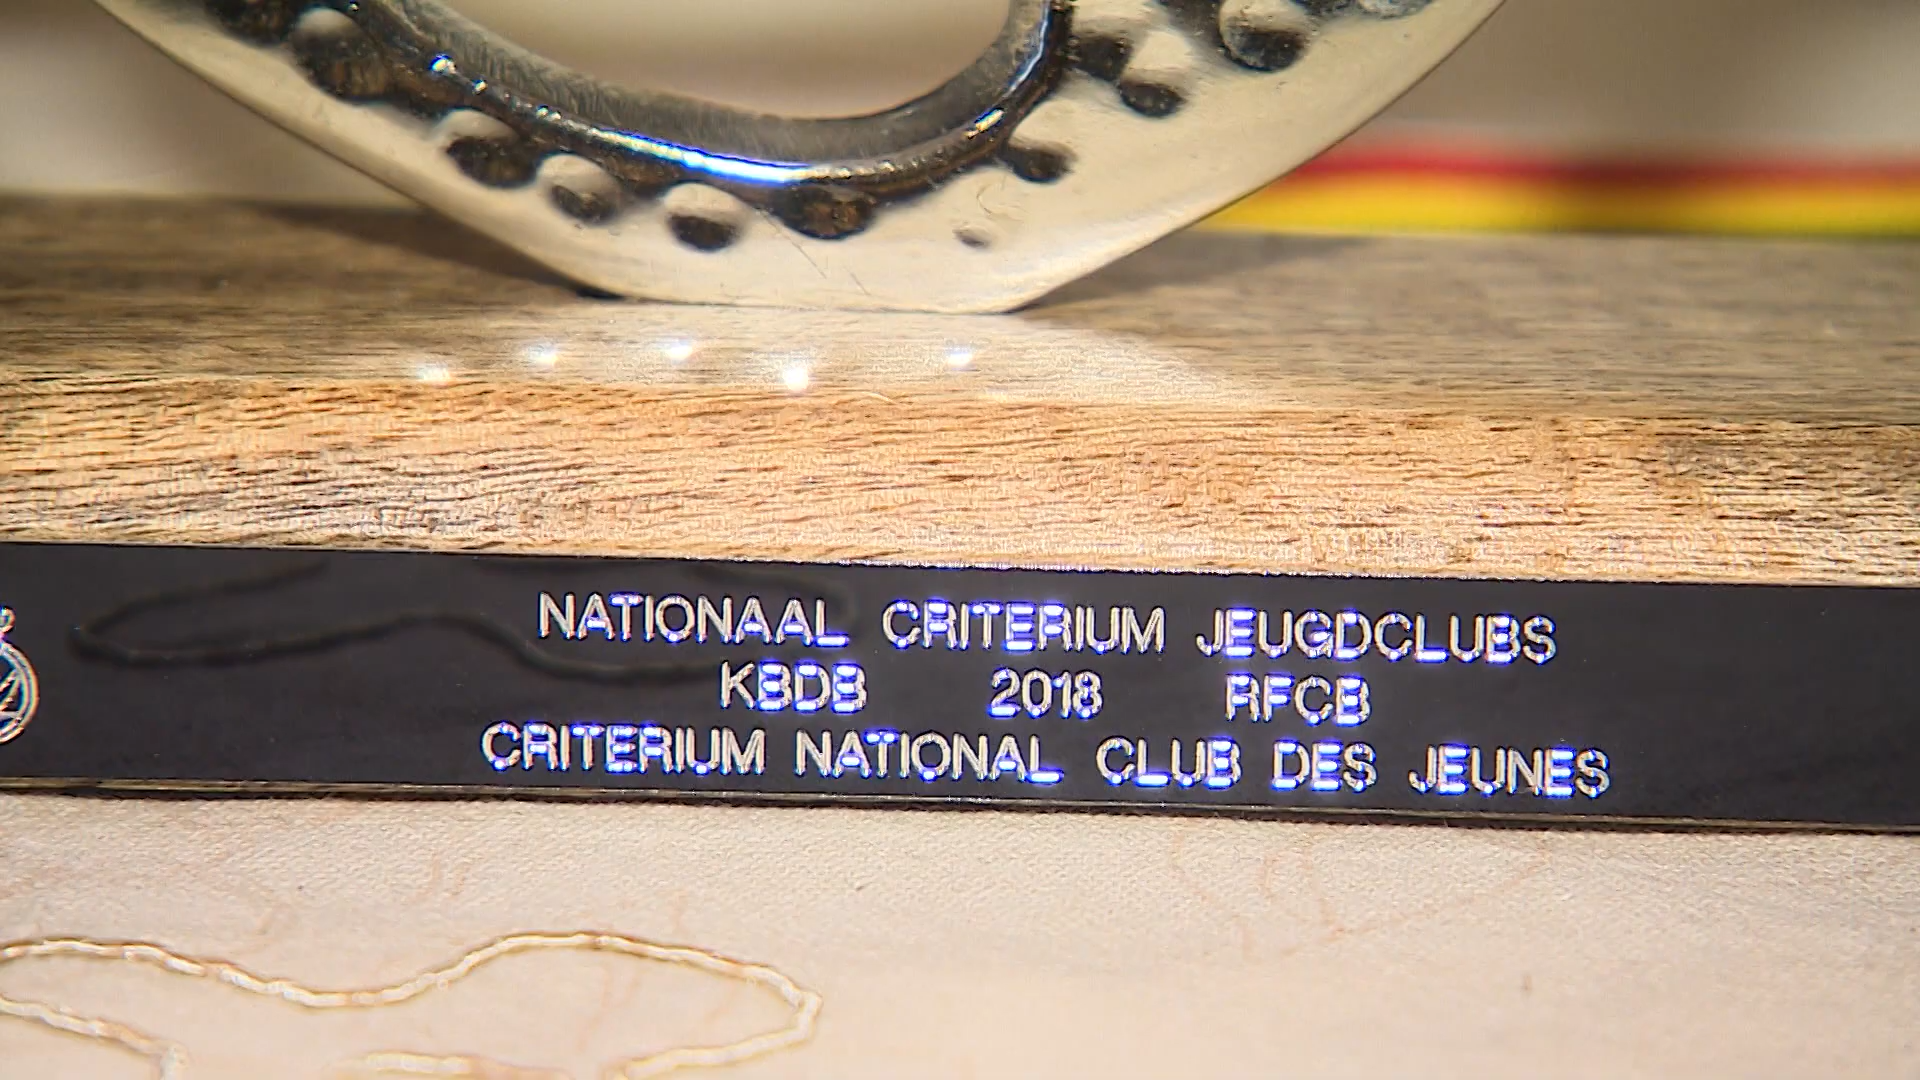 NATIONAAL CRITERIUM JEUGDCLUBS
KBDB 2018 RFCB
CRITERIUM NATIONAL CLUB DES JEUNES